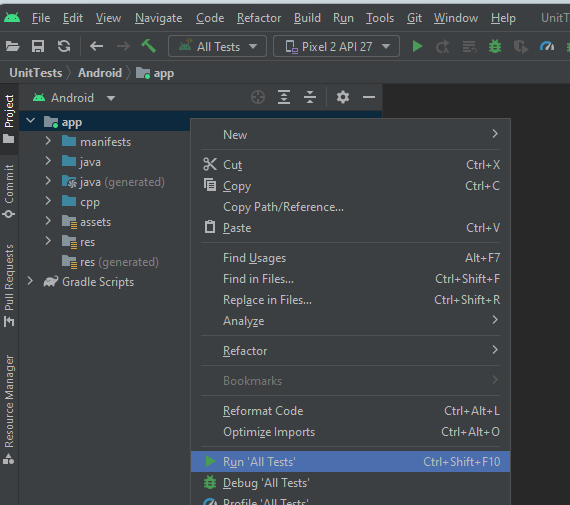 File Edit View Navigate Code Refactor Build Run Tools Git Window Help UnitT
All Tests Pixel 2 API 27
UnitTests Android app
Project
Commit
Pull Requests
Resource Manager
Android
app
manifests
java
java (generated)
cpp
assets
res
res (generated)
Gradle Scripts
New
Cut Ctrl+X
Copy Ctrl+C
Copy Path/Reference...
Paste Ctrl+V
Find Usages Alt+F7
Find in Files... Ctrl+Shift+F
Replace in Files... Ctrl+Shift+R
Analyze
Refactor
Bookmarks
Reformat Code Ctrl+Alt+L
Optimize Imports Ctrl+Alt+O
Run 'All Tests' Ctrl+Shift+F10
Debug 'All Tests'
Profile 'All Tests'